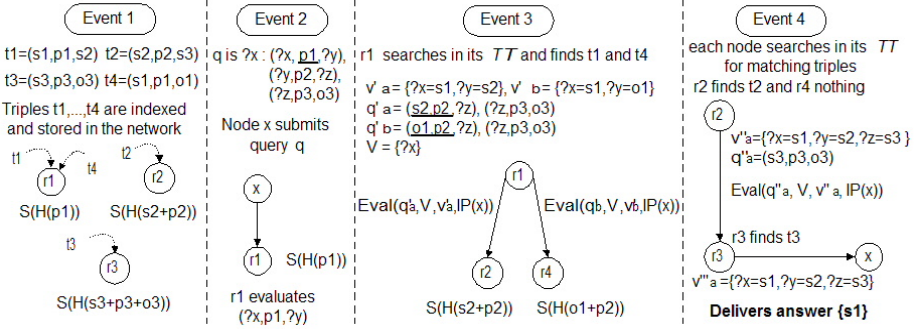 Event 1
t1=(s1,p1,s2) t2=(s2,p2,s3)
t3=(s3,p3,o3) t4=(s1,p1,o1)
Triples t1,...,t4 are indexed
and stored in the network
t1
t4
t2
r1
r2
S(H(p1))
S(H(s2+p2))
t3
r3
S(H(s3+p3+o3))
Event 2
q is ?x : (?x, p1,?y),
(?y,p2,?z),
(?z,p3,o3)
Node x submits
query q
x
r1
S(H(p1))
r1 evaluates
(?x,p1,?y)
Event 3
r1 searches in its TT and finds t1 and t4
v' a= {?x=s1,?y=s2}, v' b= {?x=s1,?y=o1}
q' a= (s2,p2,?z), (?z,p3,o3)
q' b= (o1,p2,?z), (?z,p3,o3)
V = {?x}
r1
Eval(q'a,V,v'a,IP(x))
Eval(q'b,V,v'b,IP(x))
r2
r4
S(H(s2+p2))
S(H(o1+p2))
Event 4
each node searches in its TT
for matching triples
r2 finds t2 and r4 nothing
r2
v''a={?x=s1,?y=s2,?z=s3 }
q''a=(s3,p3,o3)
Eval(q''a, V, v''a, IP(x))
r3 finds t3
r3
x
v'''a ={?x=s1,?y=s2,?z=s3}
Delivers answer {s1}